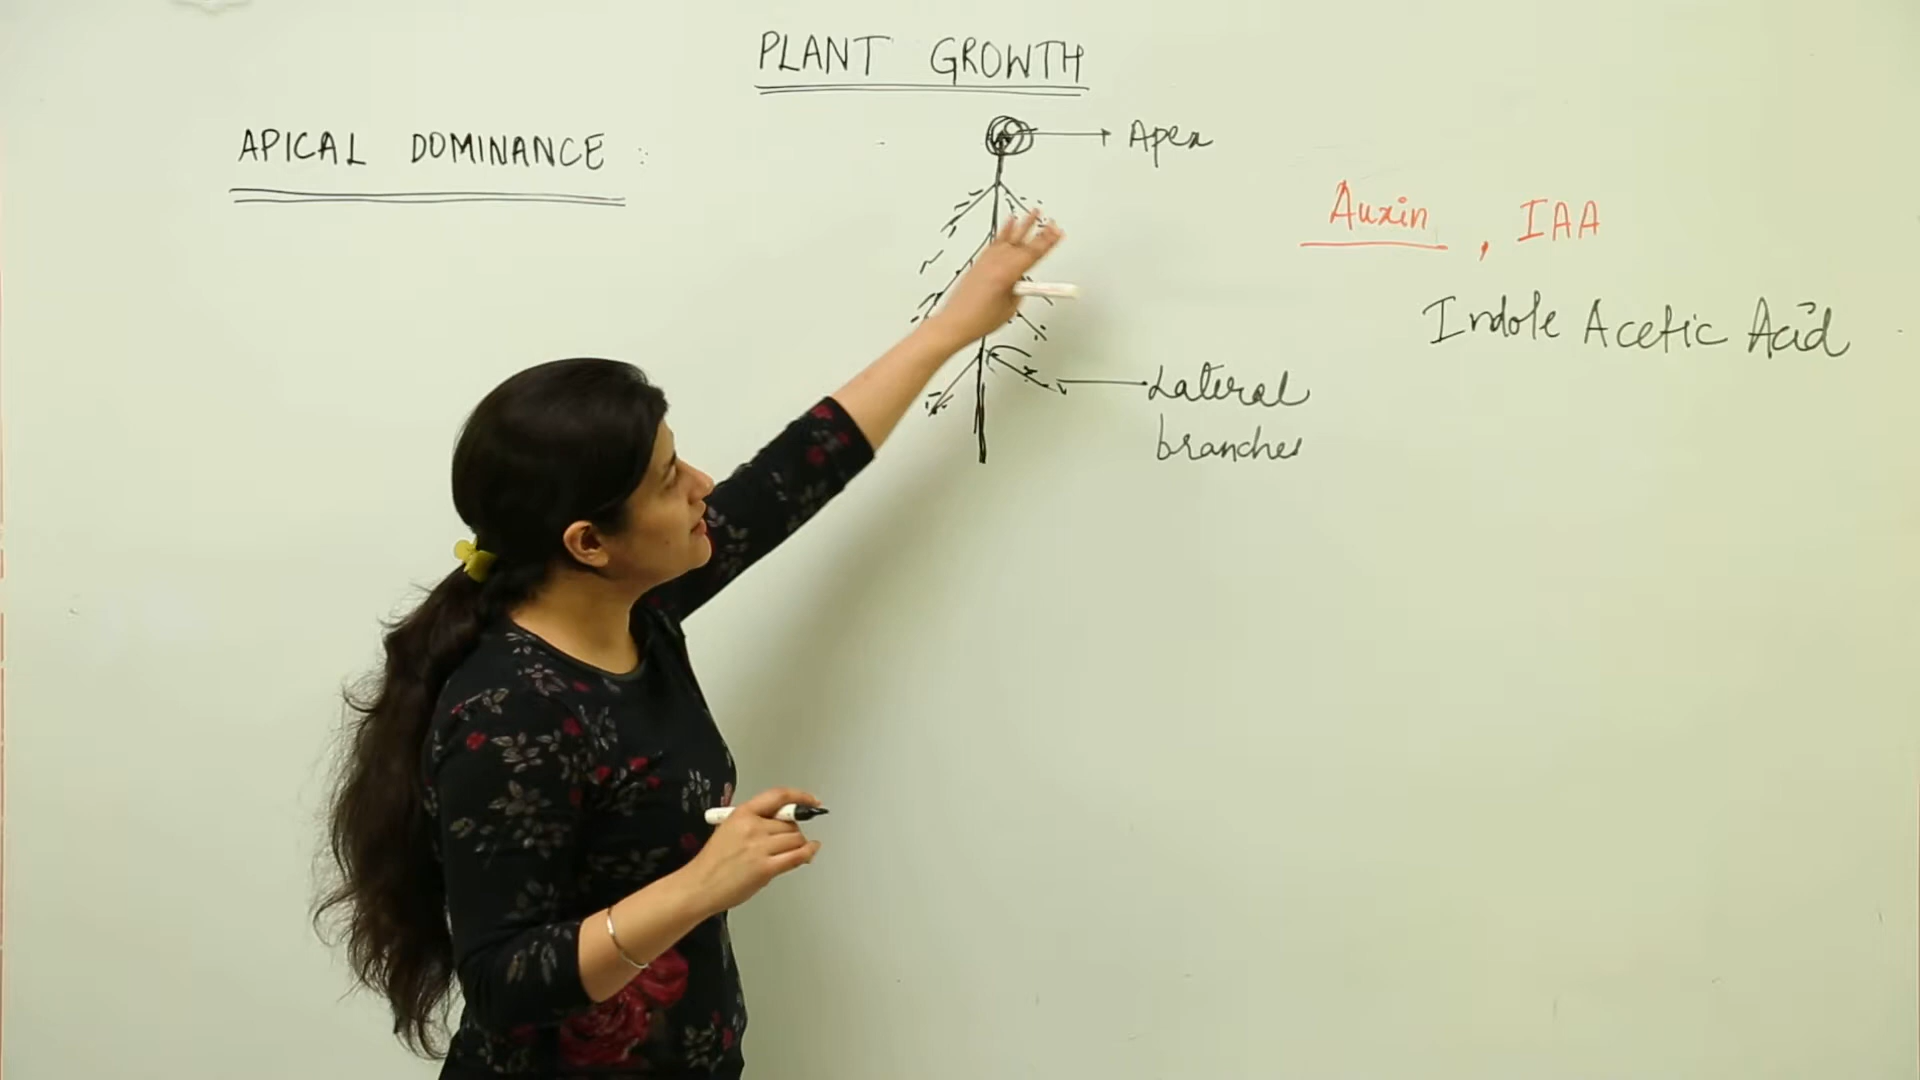 PLANT GROWTH
APICAL DOMINANCE :
Apex
Auxin , IAA
Indole Acetic Acid
Lateral
branches